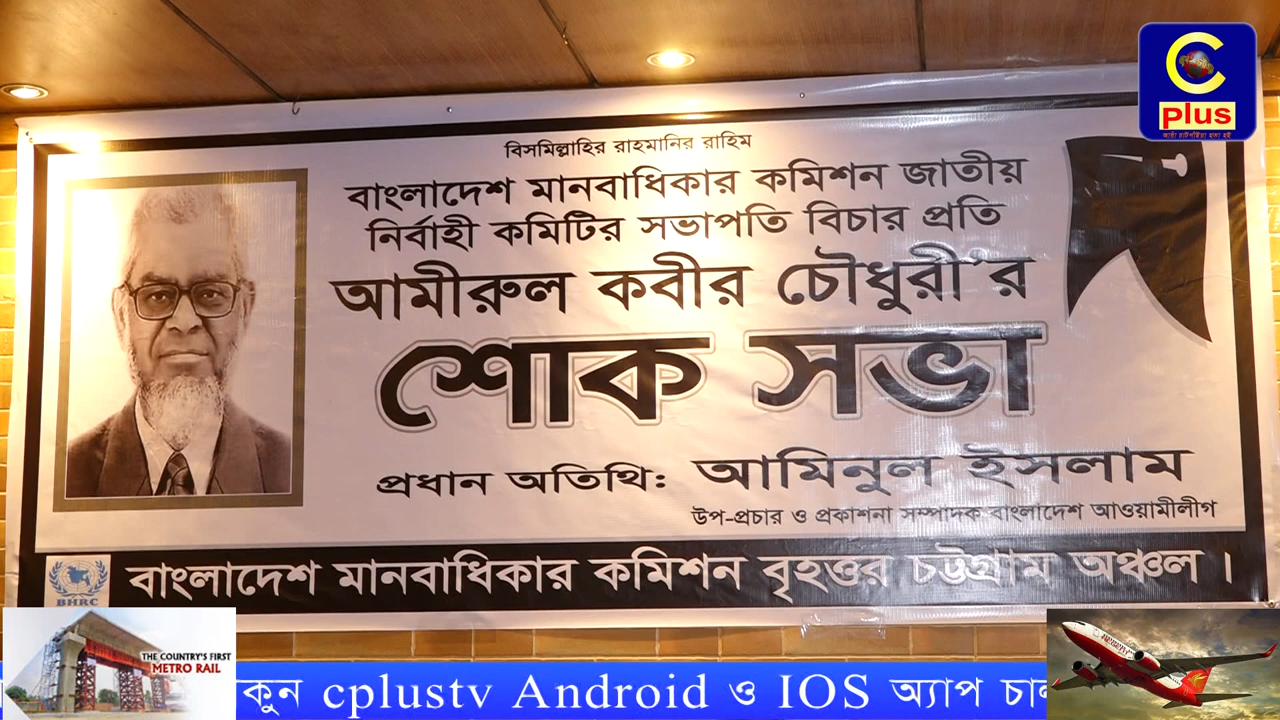 C
plus
বিসমিল্লাহির রাহমানির রাহিম
বাংলাদেশ মানবাধিকার কমিশন জাতীয়
নির্বাহী কমিটির সভাপতি বিচার প্রতি
আমীরুল কবীর চৌধুরী'র
শোক সভা
প্রধান অতিথি: আমিনুল ইসলাম
উপ-প্রচার ও প্রকাশনা সম্পাদক বাংলাদেশ আওয়ামীলীগ
BHRC
বাংলাদেশ মানবাধিকার কমিশন বৃহত্তর চট্টগ্রাম অঞ্চল।
THE COUNTRY'S FIRST
METRO RAIL
কুন cplustv Android ও IOS অ্যাপ